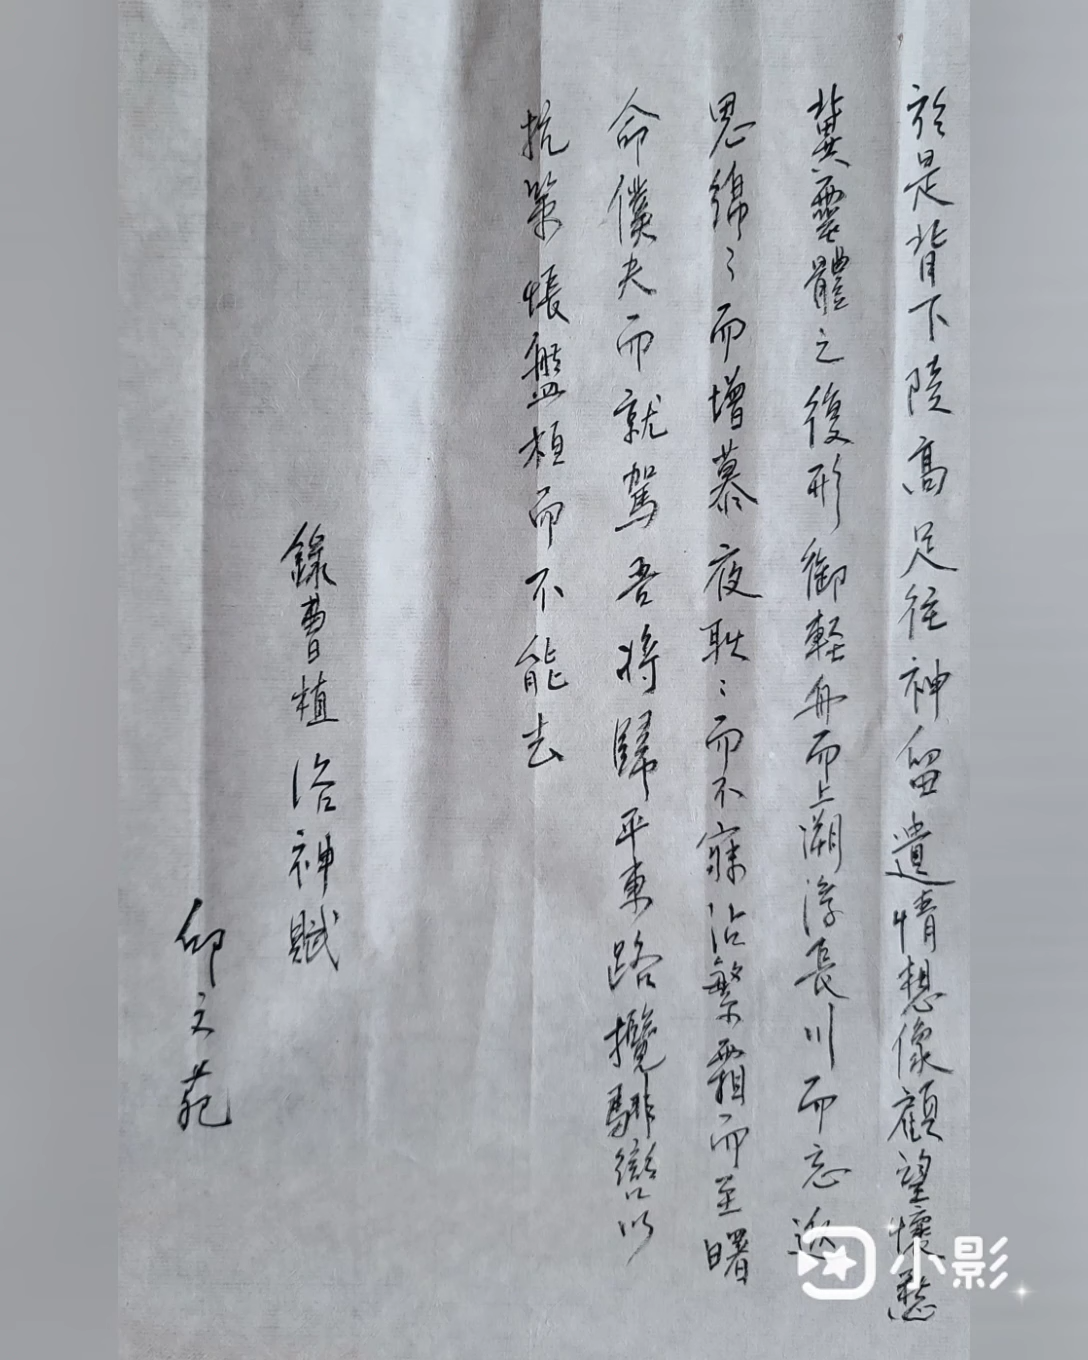 於是背下陵高足往神留遺情想像顧望懷愁
冀靈體之復形御輕舟而上溯浮長川而忘返
思綿〻而增慕夜耿〻而不寐沾繁霜而至曙
命僕夫而就駕吾將歸乎東路攬騑轡以
抗策悵盤桓而不能去
錄曹植洛神賦
文苑
小影